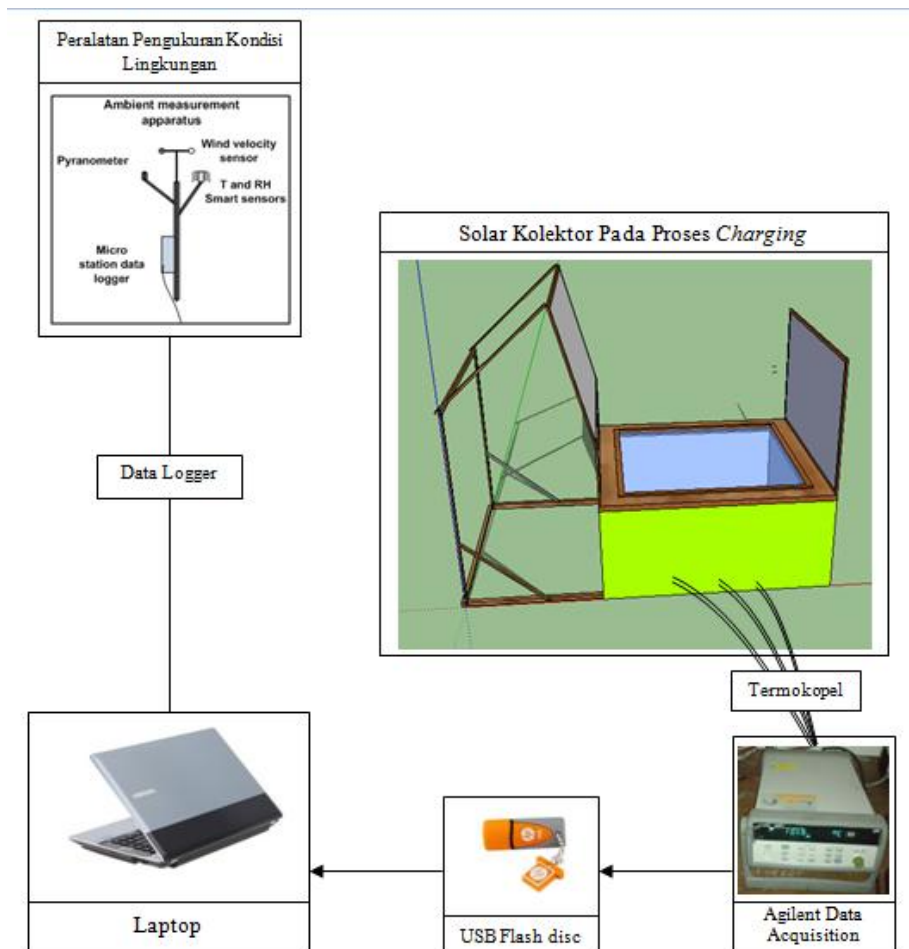 Peralatan Pengukuran Kondisi
Lingkungan
Ambient measurement
apparatus
Wind velocity
sensor
Pyranometer
T and RH
Smart sensors
Micro
station data
logger
Solar Kolektor Pada Proses Charging
Data Logger
Termokopel
Laptop
USB Flash disc
Agilent Data
Acquisition